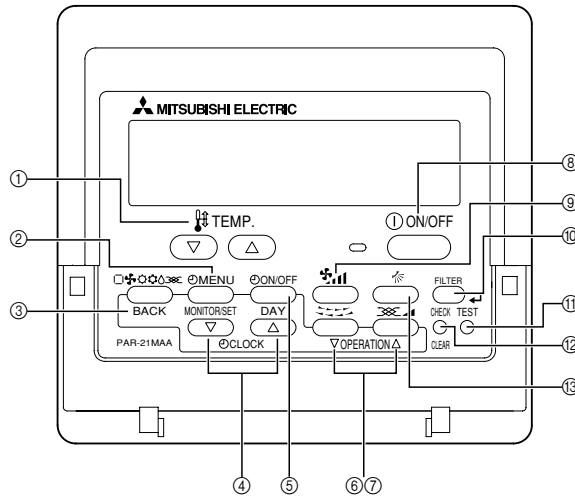 MITSUBISHI ELECTRIC
⑧
① TEMP. ON/OFF
⑨
②
⑩
MENU ON/OFF FILTER
③ BACK MONITOR/SET DAY CHECK TEST
⑪
PAR-21MAA CLOCK ▽OPERATION△ CLEAR
⑫
⑬
④ ⑤ ⑥⑦